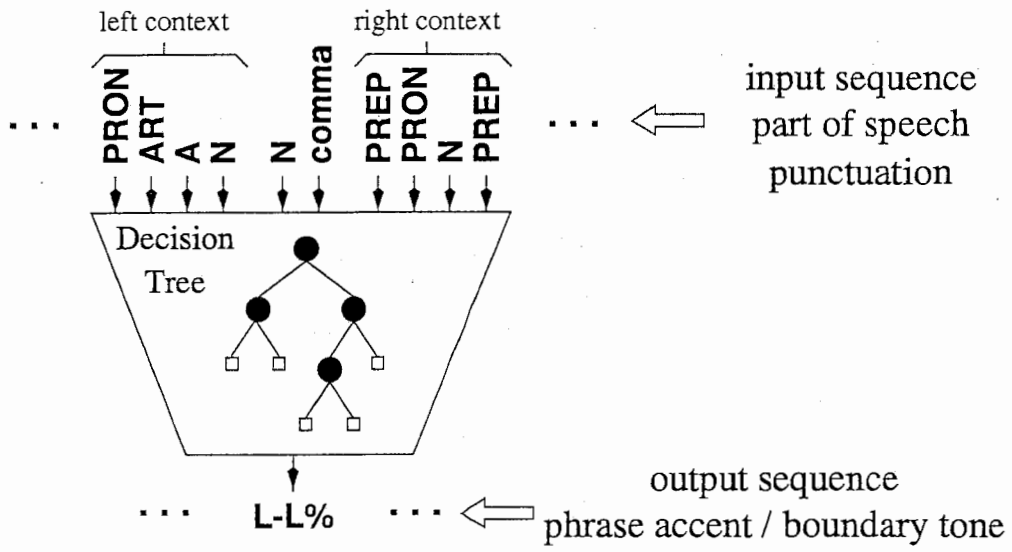 left context right context
... PRON ART A N N comma PREP PRON N PREP ...
input sequence
part of speech
punctuation
Decision
Tree
... L-L% ...
output sequence
phrase accent / boundary tone